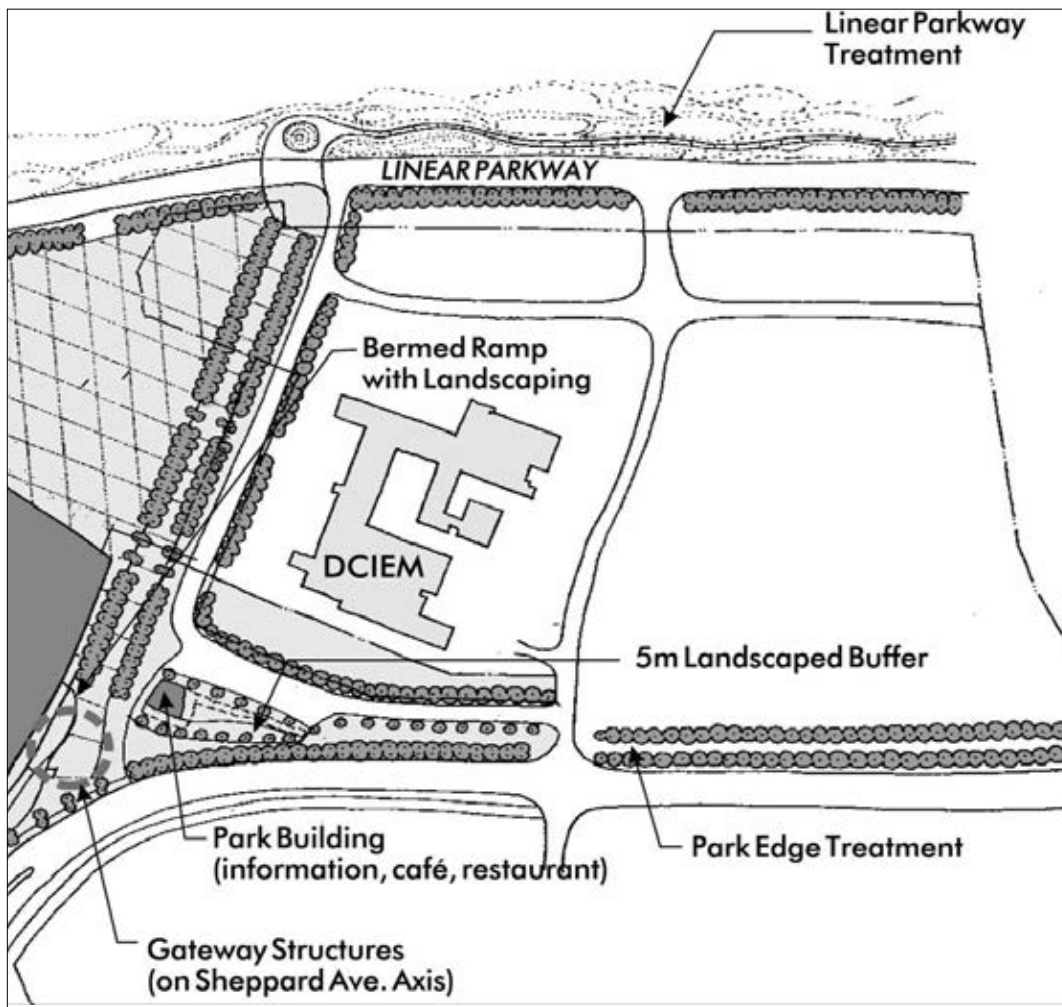 Linear Parkway
Treatment
LINEAR PARKWAY
Bermed Ramp
with Landscaping
DCIEM
5m Landscaped Buffer
Park Building
(information, café, restaurant)
Park Edge Treatment
Gateway Structures
(on Sheppard Ave. Axis)